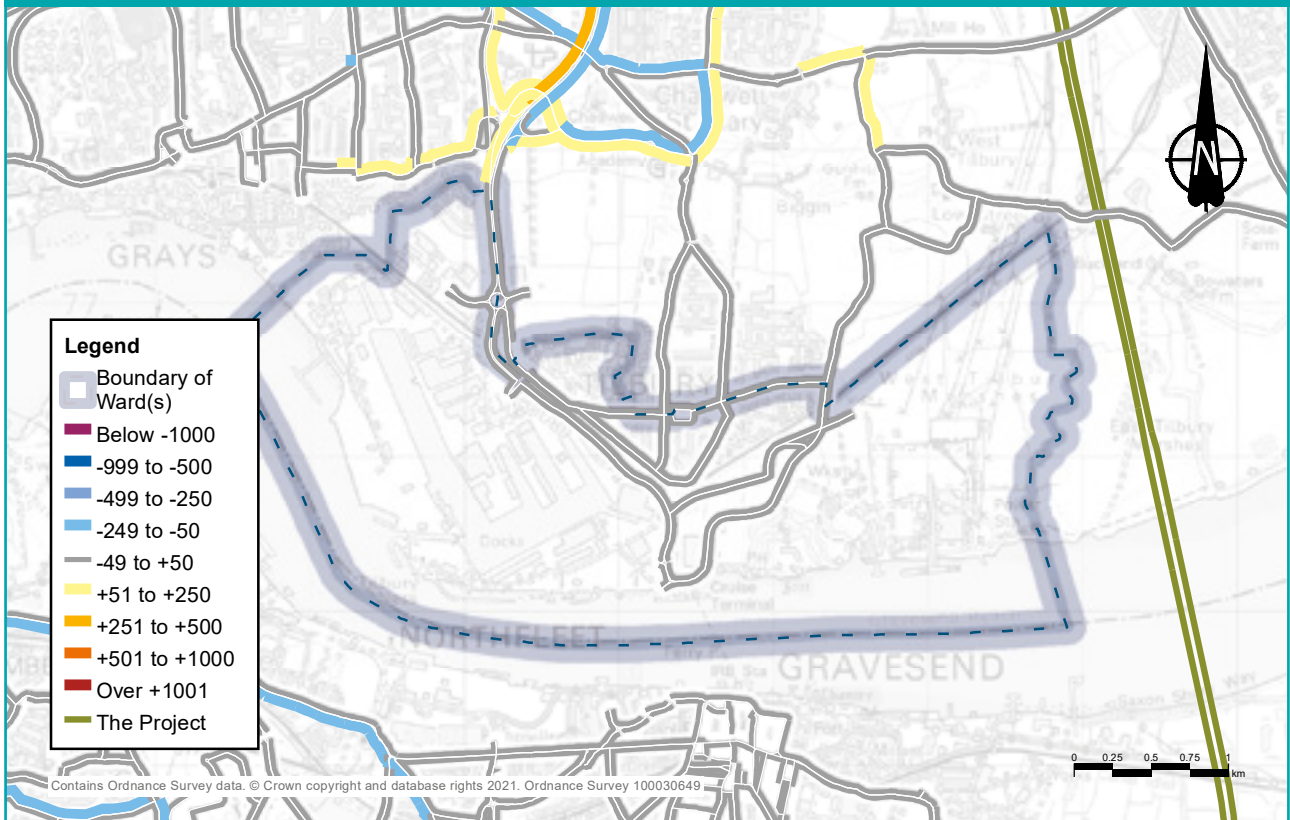 Mill Ho
Chadwell
St Mary
West
Tilbury
Biggin
GRAYS
TILBURY
East Tilbury
Marshes
Docks
Cruise
Terminal
NORTHFLEET
GRAVESEND
Saxon Shore Way
N
Legend
Boundary of
Ward(s)
Below -1000
-999 to -500
-499 to -250
-249 to -50
-49 to +50
+51 to +250
+251 to +500
+501 to +1000
Over +1001
The Project
0 0.25 0.5 0.75 1
km
Contains Ordnance Survey data. © Crown copyright and database rights 2021. Ordnance Survey 100030649